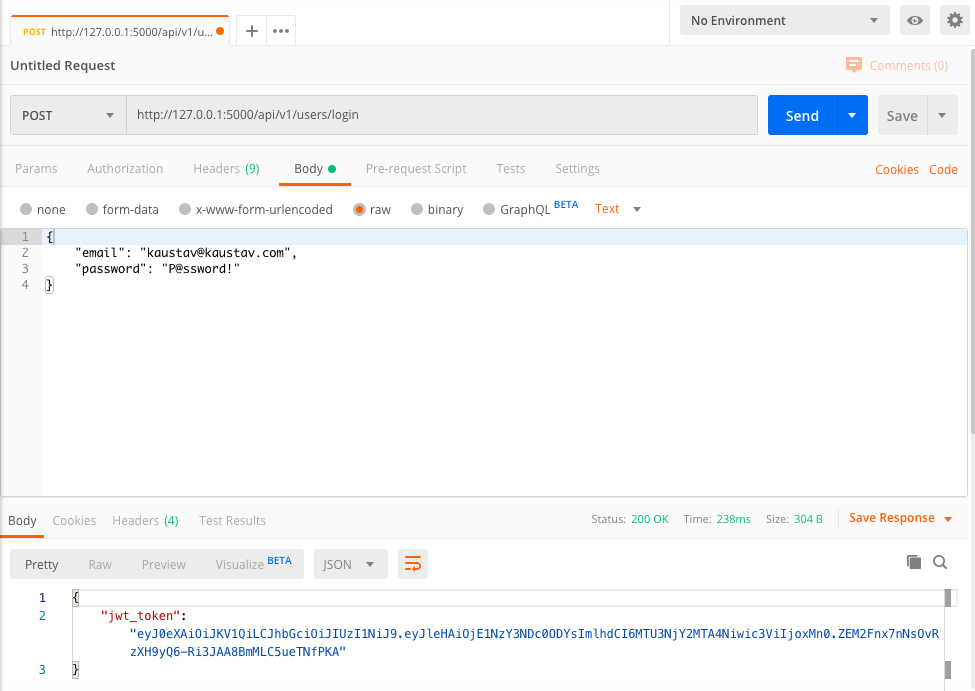 POST http://127.0.0.1:5000/api/v1/u...
No Environment
Untitled Request
Comments (0)
POST
http://127.0.0.1:5000/api/v1/users/login
Send
Save
Params Authorization Headers (9) Body Pre-request Script Tests Settings Cookies Code
none form-data x-www-form-urlencoded raw binary GraphQL BETA Text
1 {
2 "email": "kaustav@kaustav.com",
3 "password": "P@ssword!"
4 }
Body Cookies Headers (4) Test Results Status: 200 OK Time: 238ms Size: 304 B Save Response
Pretty Raw Preview Visualize BETA JSON
1 {
2 "jwt_token":
"eyJ0eXAiOiJKV1QiLCJhbGciOiJIUzI1NiJ9.eyJleHAiOjE1NzY3NDc0ODYsImlhdCI6MTU3NjY2MTA4Niwic3ViIjoxMn0.ZEM2Fnx7nNsOvR
zXH9yQ6-Ri3JAA8BmMLC5ueTNfPKA"
3 }